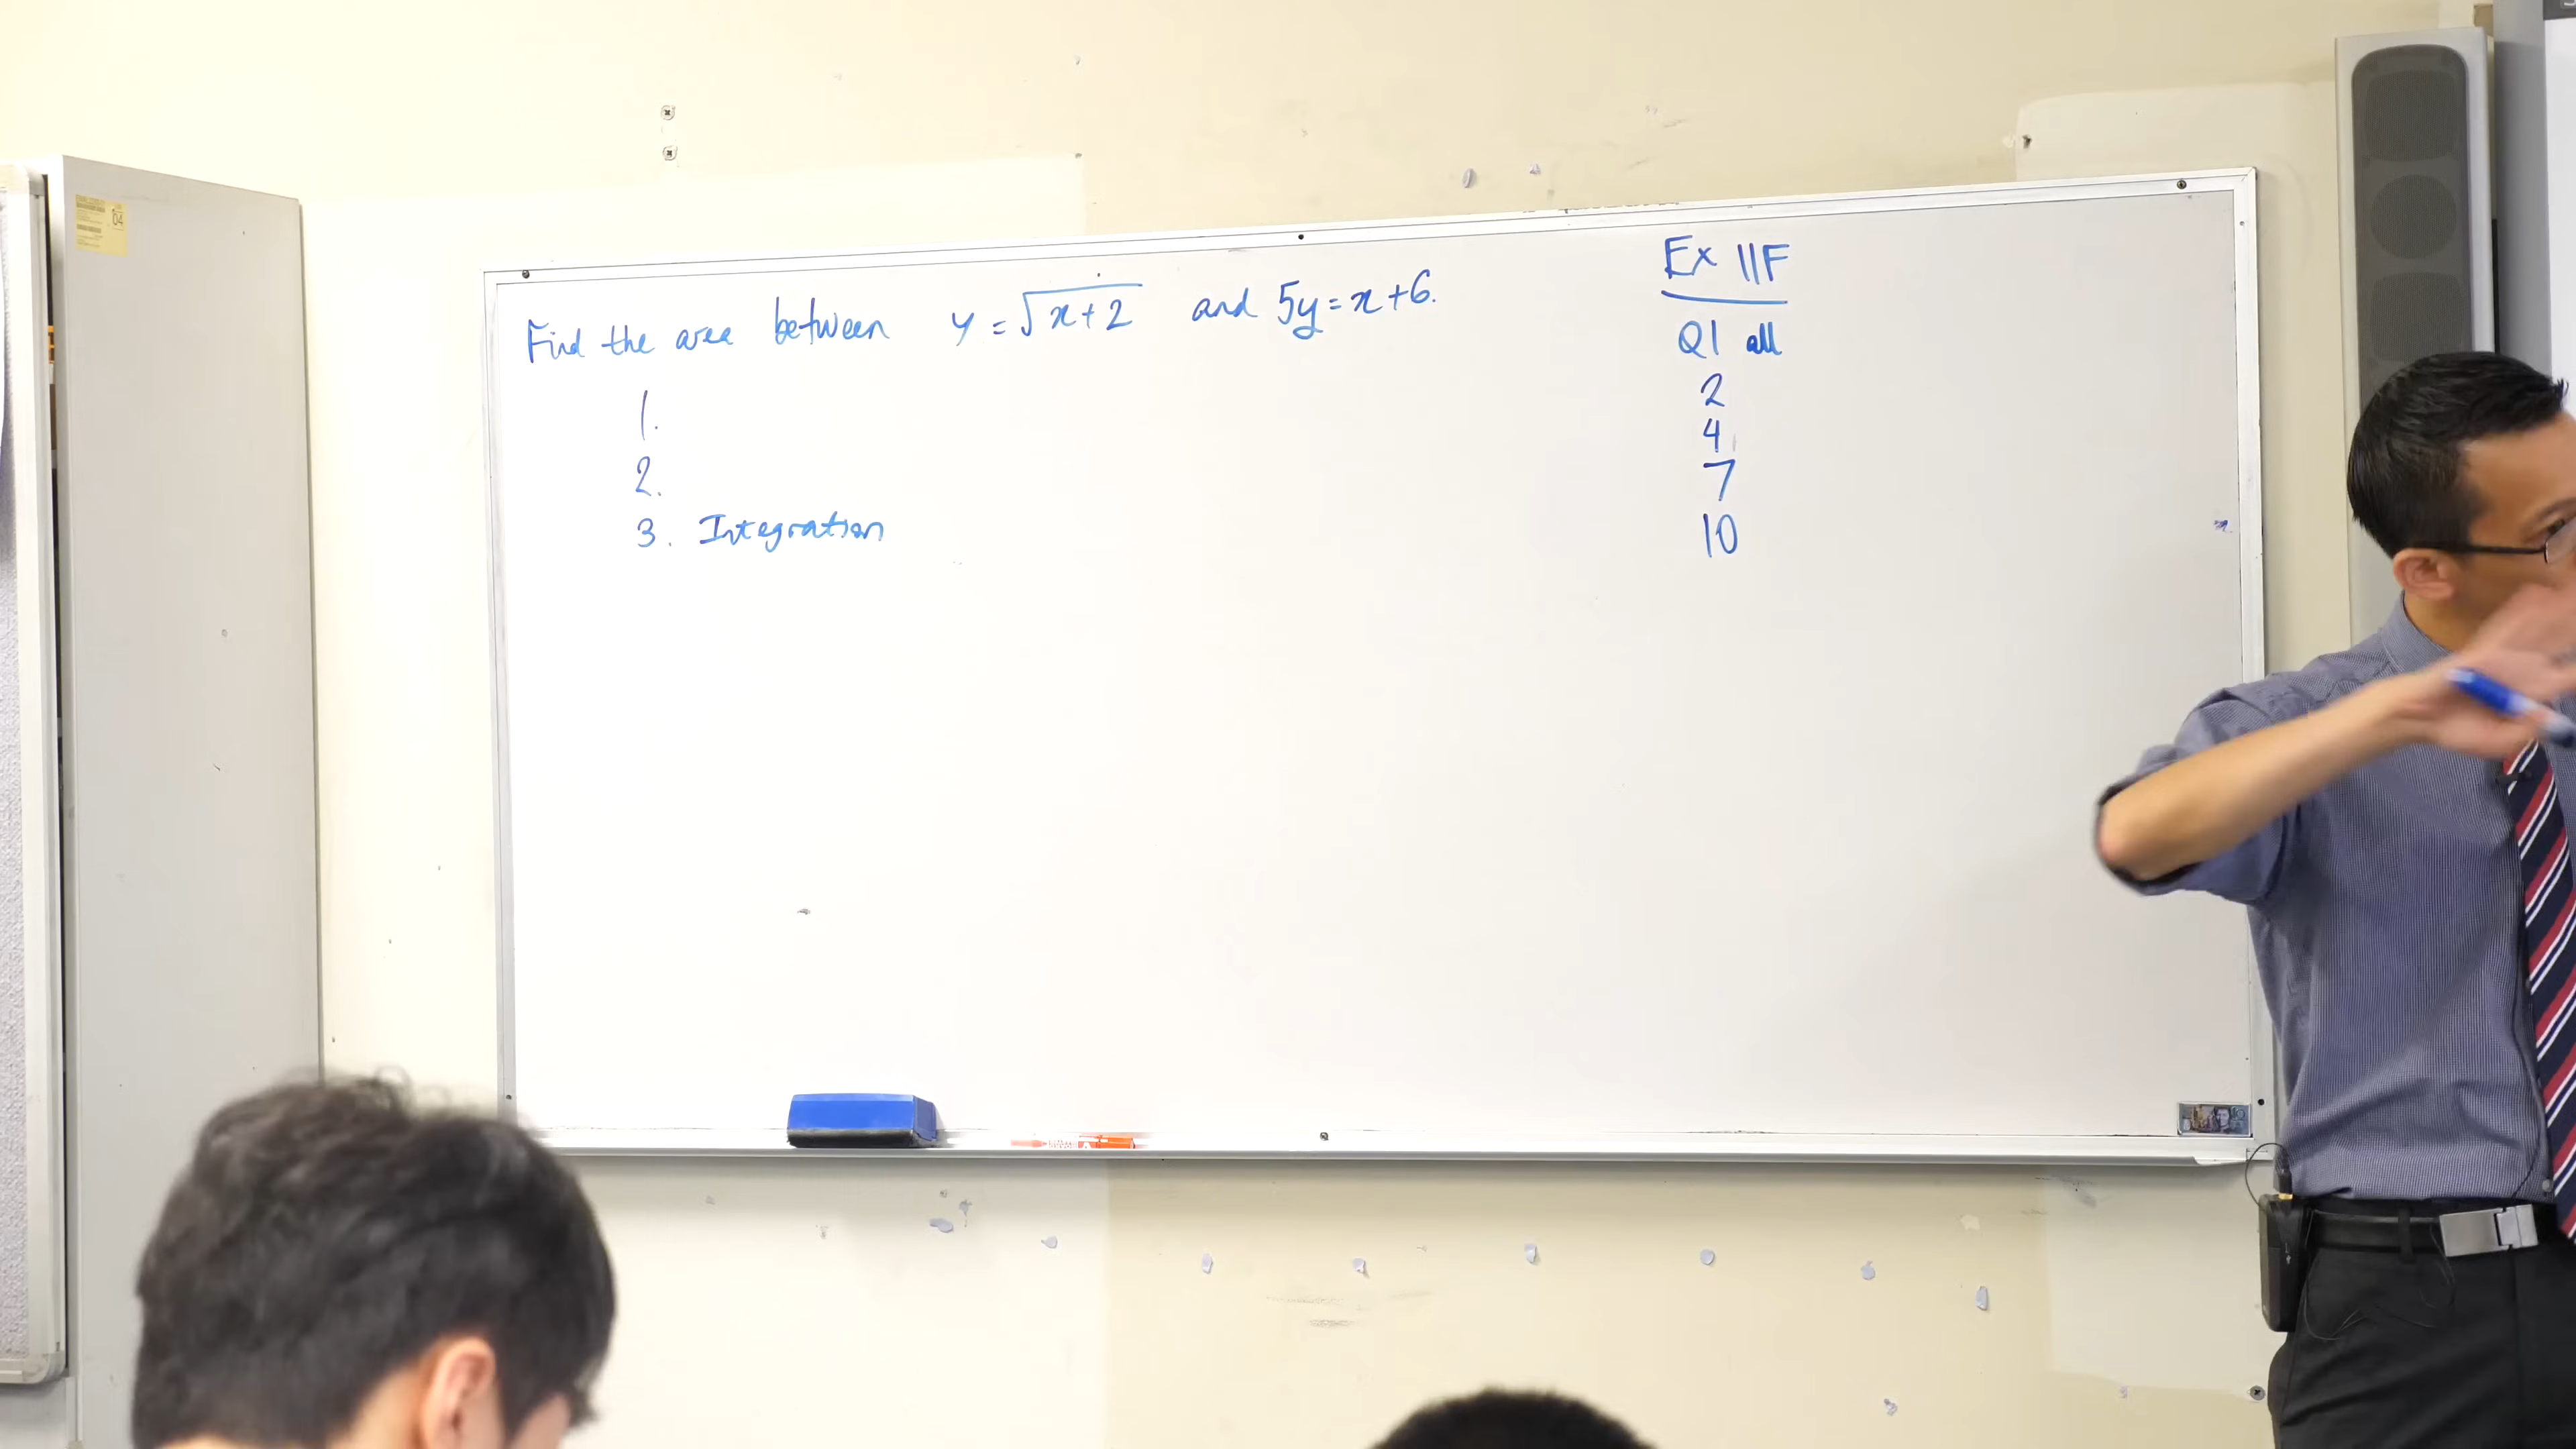 Find the area between y = √x+2 and 5y = x+6.
1.
2.
3. Integration
Ex 11F
Q1 all
2
4
7
10
04